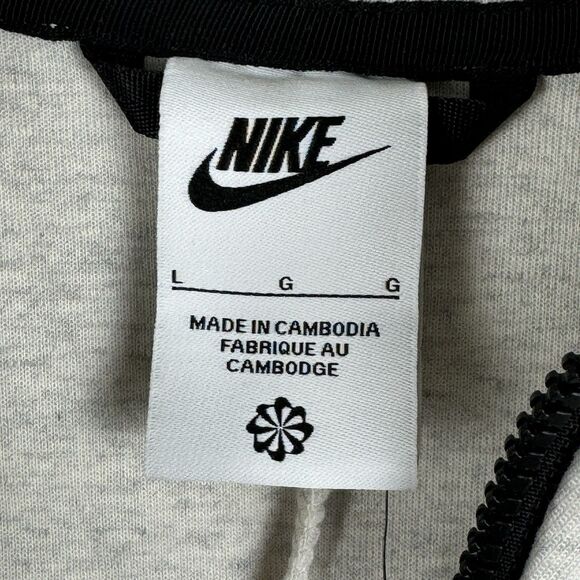 NIKE
L G G
MADE IN CAMBODIA
FABRIQUE AU
CAMBODGE